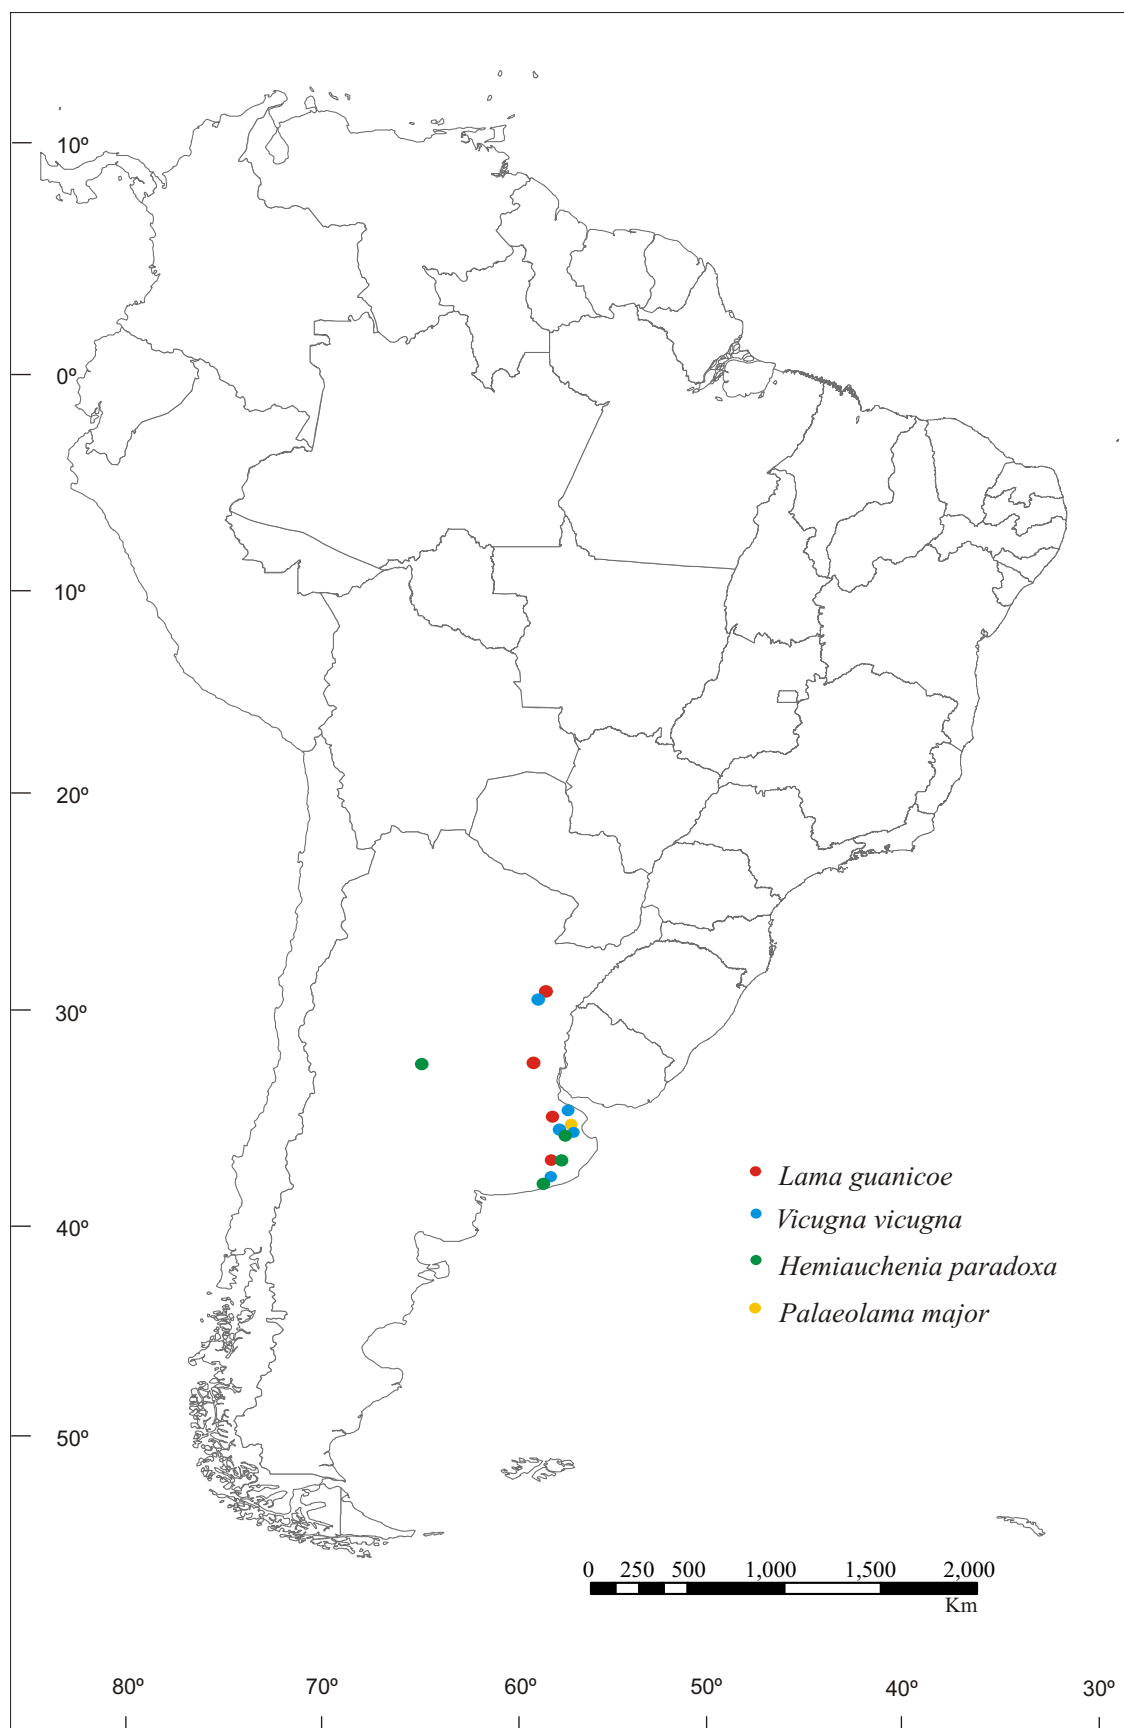 10º
0º
10º
20º
30º
40º
50º
Lama guanicoe
Vicugna vicugna
Hemiauchenia paradoxa
Palaeolama major
0 250 500 1,000 1,500 2,000
Km
80º 70º 60º 50º 40º 30º